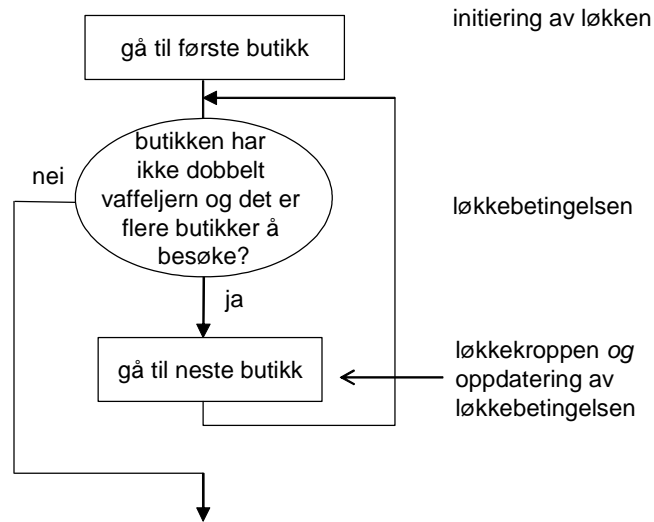 initiering av løkken
gå til første butikk
butikken har
ikke dobbelt
vaffeljern og det er
flere butikker å
besøke?
nei
løkkebetingelsen
ja
gå til neste butikk
løkkekroppen og
oppdatering av
løkkebetingelsen